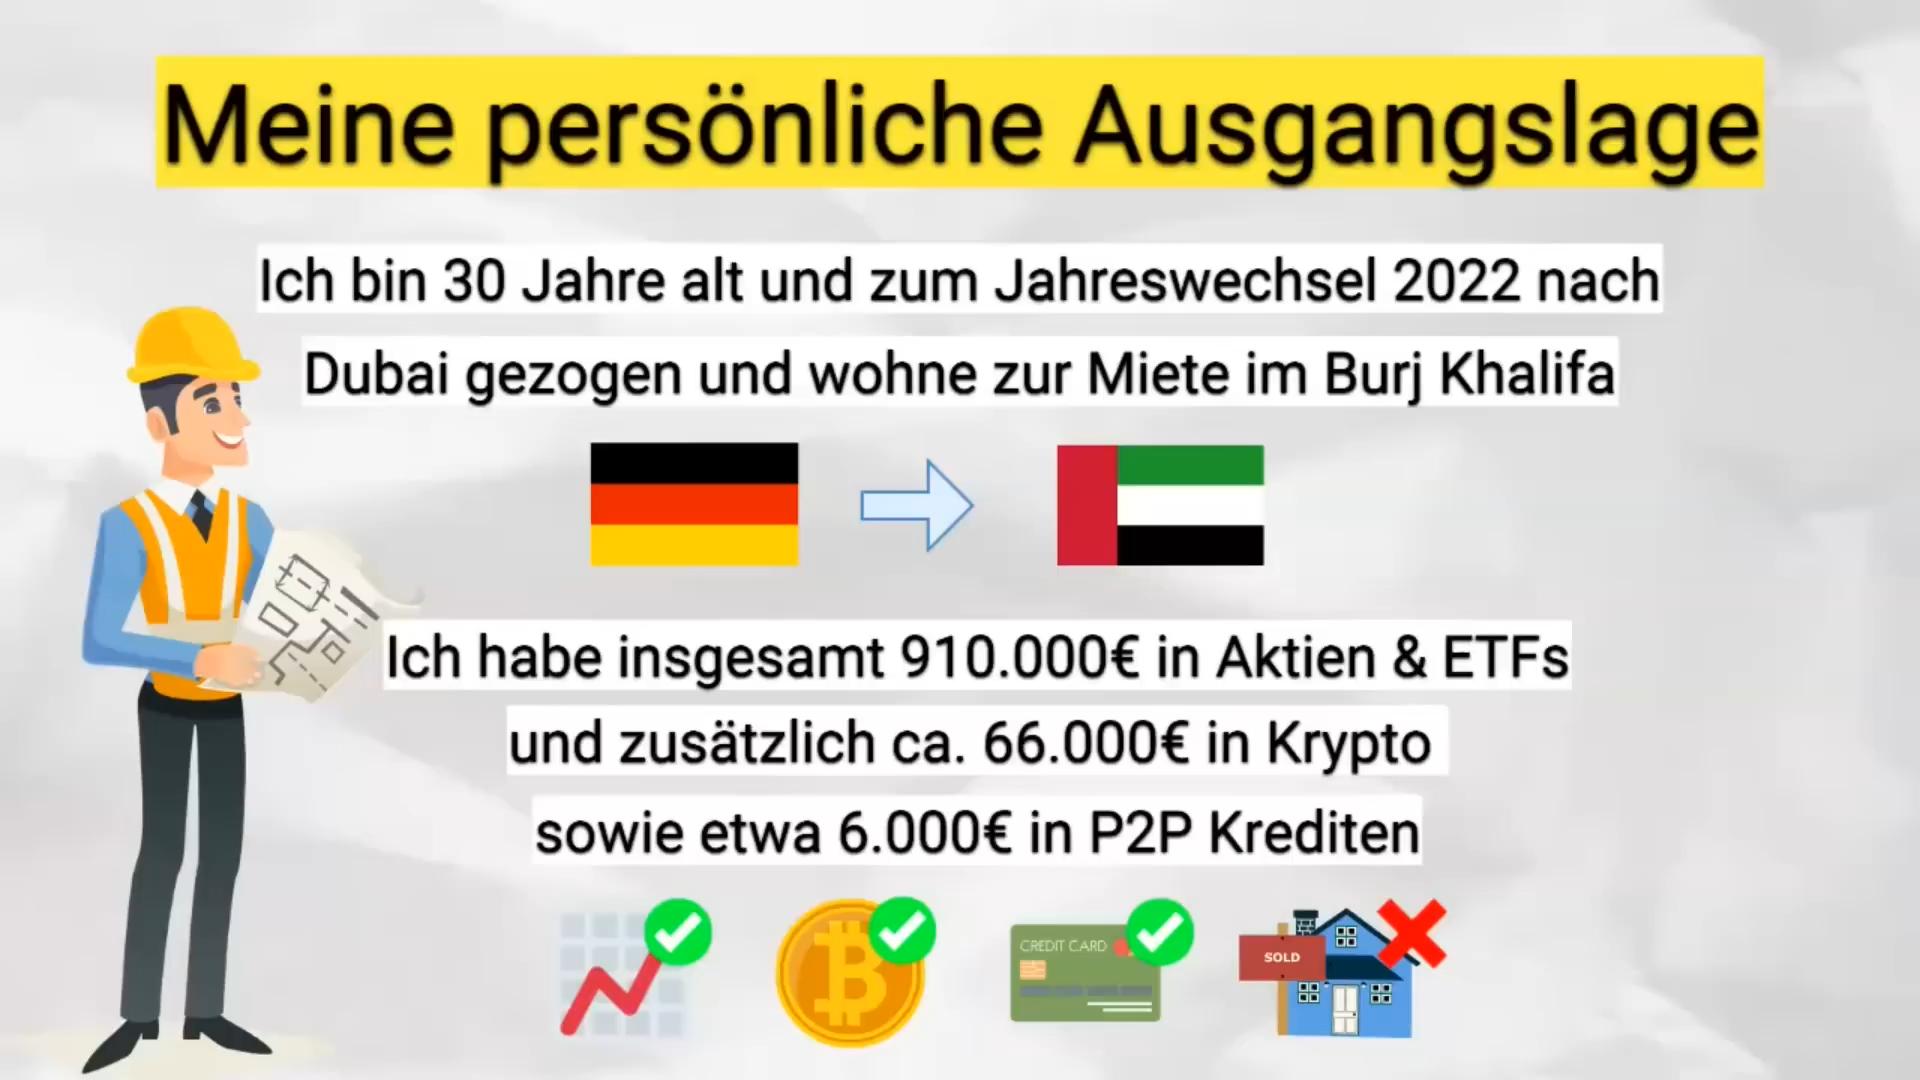 Meine persönliche Ausgangslage
Ich bin 30 Jahre alt und zum Jahreswechsel 2022 nach
Dubai gezogen und wohne zur Miete im Burj Khalifa
Ich habe insgesamt 910.000€ in Aktien & ETFs
und zusätzlich ca. 66.000€ in Krypto
sowie etwa 6.000€ in P2P Krediten
CREDIT CARD
SOLD